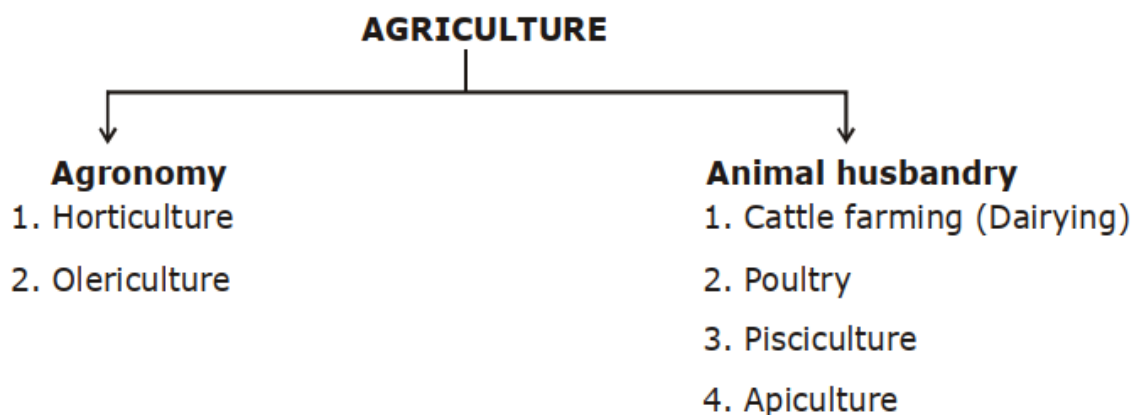 AGRICULTURE
Agronomy
1. Horticulture
2. Olericulture
Animal husbandry
1. Cattle farming (Dairying)
2. Poultry
3. Pisciculture
4. Apiculture